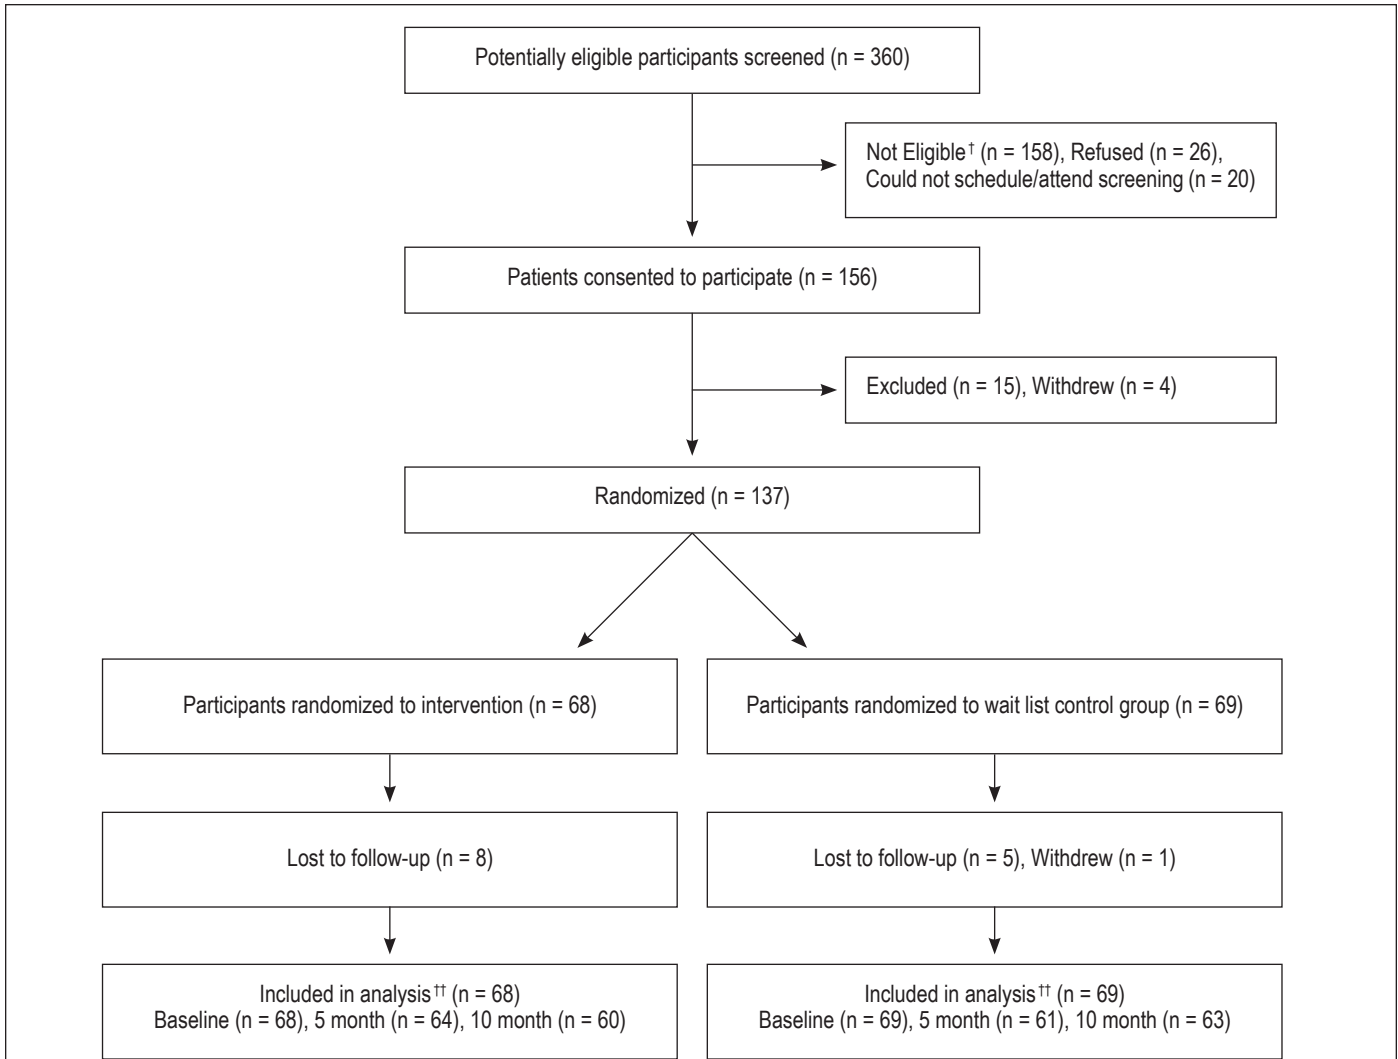 Potentially eligible participants screened (n = 360)
Not Eligible† (n = 158), Refused (n = 26),
Could not schedule/attend screening (n = 20)
Patients consented to participate (n = 156)
Excluded (n = 15), Withdrew (n = 4)
Randomized (n = 137)
Participants randomized to intervention (n = 68)
Participants randomized to wait list control group (n = 69)
Lost to follow-up (n = 8)
Lost to follow-up (n = 5), Withdrew (n = 1)
Included in analysis†† (n = 68)
Baseline (n = 68), 5 month (n = 64), 10 month (n = 60)
Included in analysis†† (n = 69)
Baseline (n = 69), 5 month (n = 61), 10 month (n = 63)